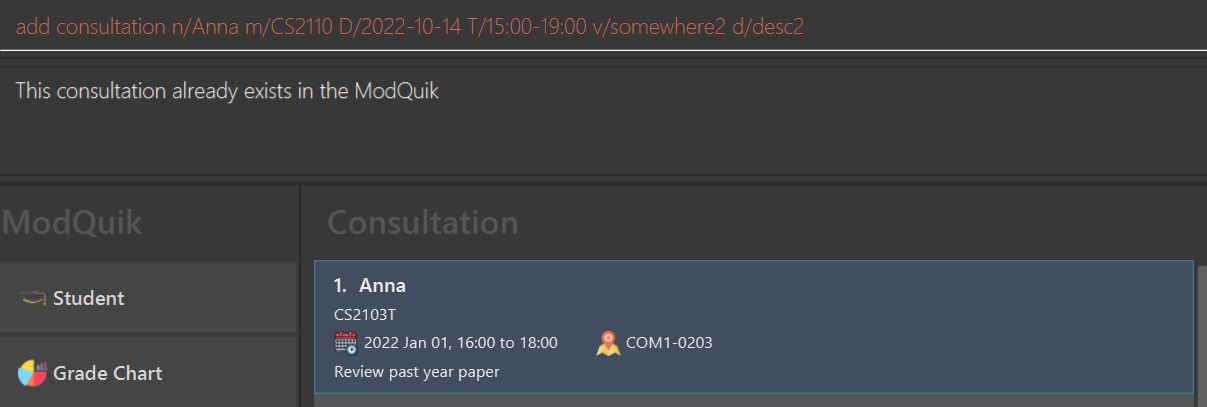 add consultation n/Anna m/CS2110 D/2022-10-14 T/15:00-19:00 v/somewhere2 d/desc2
This consultation already exists in the ModQuik
ModQuik
Consultation
Student
Grade Chart
1. Anna
CS2103T
2022 Jan 01, 16:00 to 18:00 COM1-0203
Review past year paper